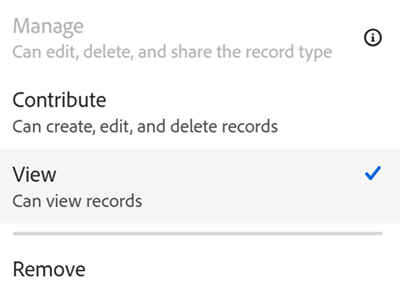 Manage
Can edit, delete, and share the record type
Contribute
Can create, edit, and delete records
View
Can view records
Remove